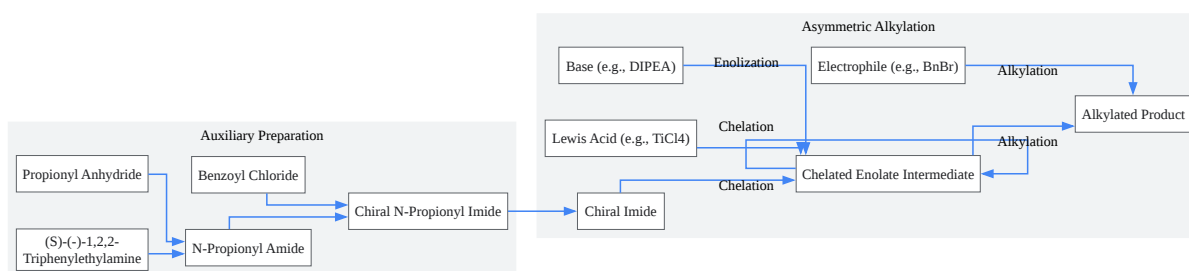 Asymmetric Alkylation
Base (e.g., DIPEA)
Enolization
Electrophile (e.g., BnBr)
Alkylation
Alkylated Product
Auxiliary Preparation
Lewis Acid (e.g., TiCl4)
Chelation
Alkylation
Propionyl Anhydride
Benzoyl Chloride
Chelated Enolate Intermediate
Chelation
Chiral N-Propionyl Imide
Chiral Imide
(S)-(-)-1,2,2-
Triphenylethylamine
N-Propionyl Amide